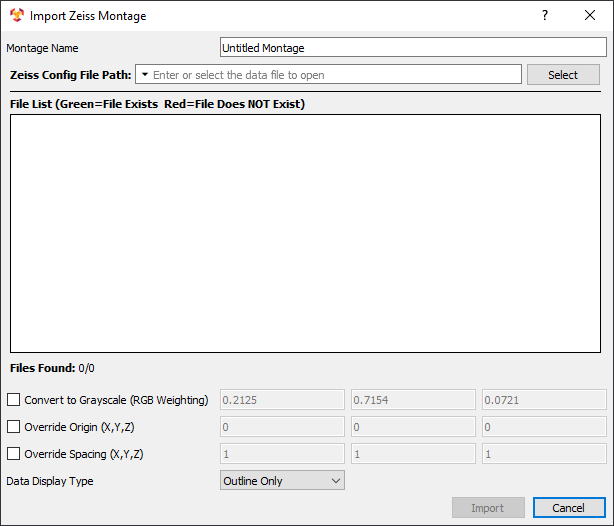 Import Zeiss Montage ?
Montage Name Untitled Montage
Zeiss Config File Path: Enter or select the data file to open Select
File List (Green=File Exists  Red=File Does NOT Exist)
Files Found: 0/0
Convert to Grayscale (RGB Weighting) 0.2125 0.7154 0.0721
Override Origin (X,Y,Z) 0 0 0
Override Spacing (X,Y,Z) 1 1 1
Data Display Type Outline Only
Import Cancel